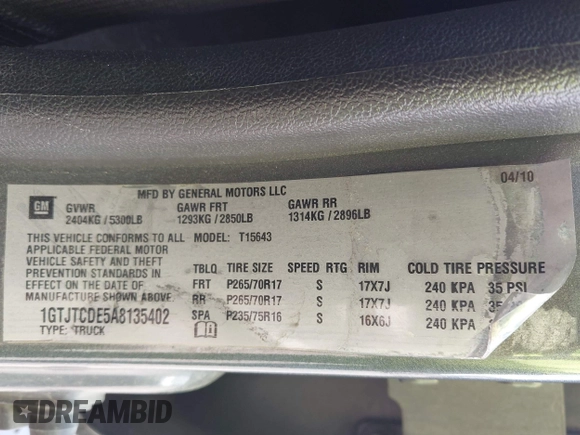 MFD BY GENERAL MOTORS LLC
04/10
GM
GVWR GAWR FRT GAWR RR
2404KG / 5300LB 1293KG / 2850LB 1314KG / 2896LB
THIS VEHICLE CONFORMS TO ALL MODEL: T15643
APPLICABLE FEDERAL MOTOR
VEHICLE SAFETY AND THEFT
PREVENTION STANDARDS IN
EFFECT ON THE DATE OF
MANUFACTURE SHOWN ABOVE
1GTJTCDE5A8135402
TYPE: TRUCK
TBLQ TIRE SIZE SPEED RTG RIM COLD TIRE PRESSURE
FRT P265/70R17 S 17X7J 240 KPA 35 PSI
RR P265/70R17 S 17X7J 240 KPA
SPA P235/75R16 S 16X6J 240 KPA
DREAMBID